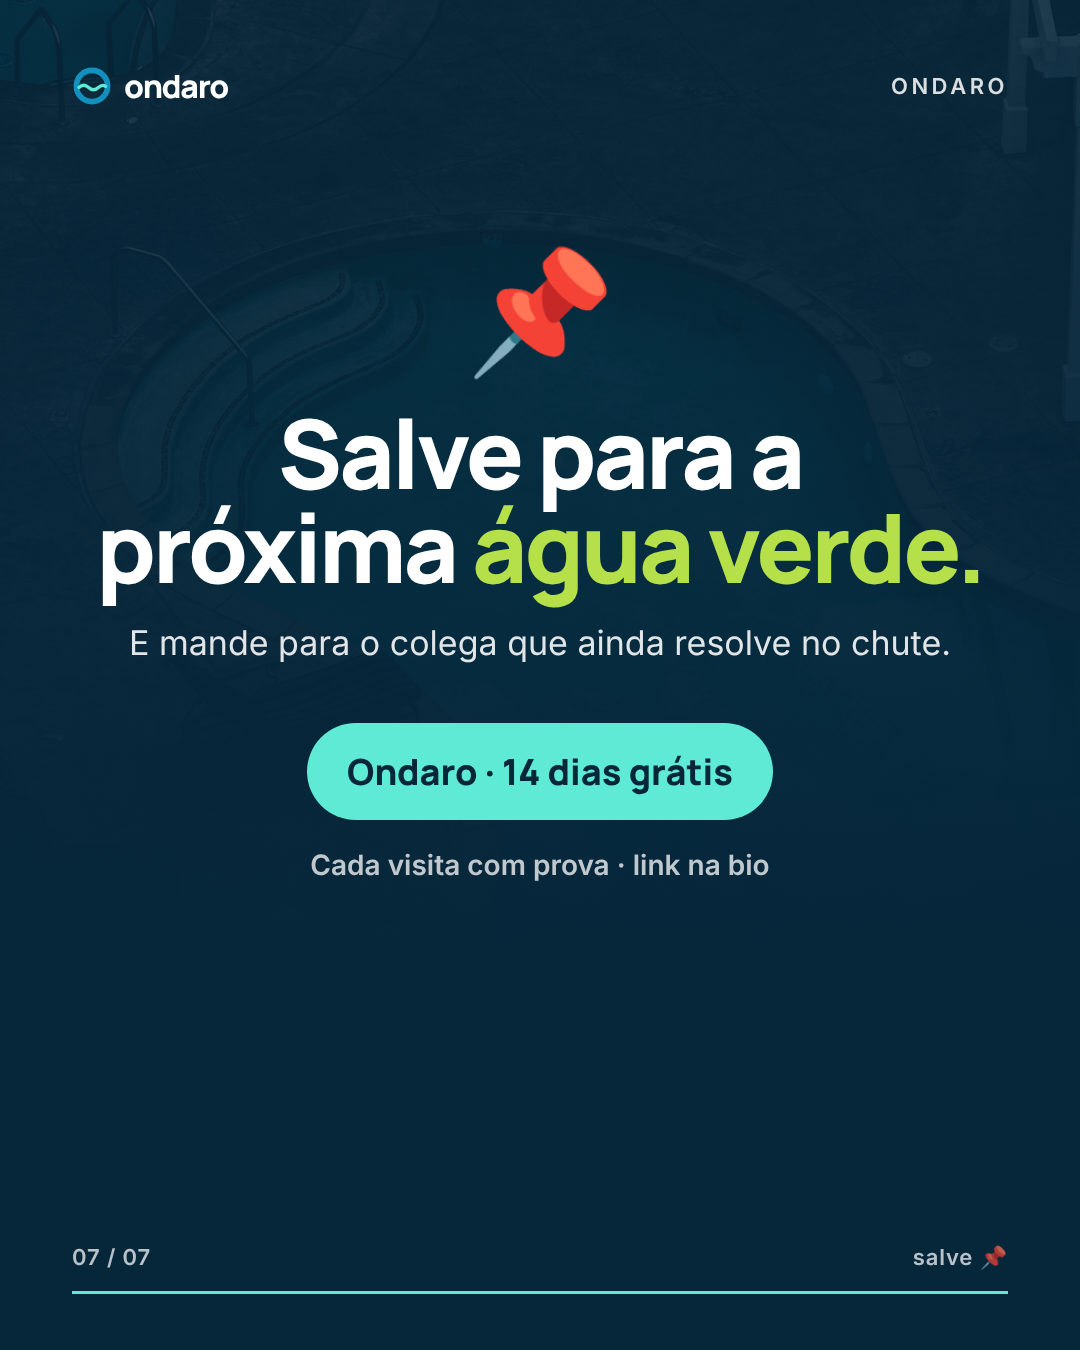 ondaro
ONDARO
Salve para a
próxima água verde.
E mande para o colega que ainda resolve no chute.
Ondaro · 14 dias grátis
Cada visita com prova · link na bio
07 / 07
salve 📌